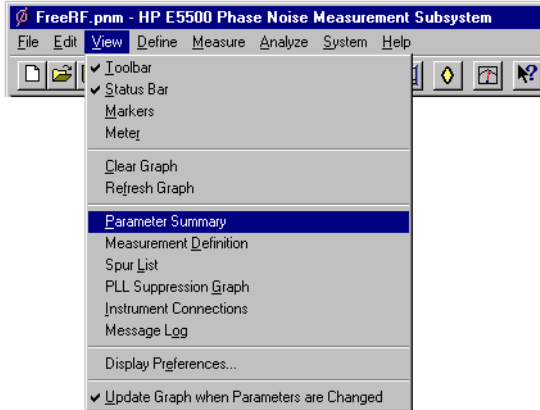 FreeRF.pnm - HP E5500 Phase Noise Measurement Subsystem
File Edit View Define Measure Analyze System Help
Toolbar
Status Bar
Markers
Meter
Clear Graph
Refresh Graph
Parameter Summary
Measurement Definition
Spur List
PLL Suppression Graph
Instrument Connections
Message Log
Display Preferences...
Update Graph when Parameters are Changed